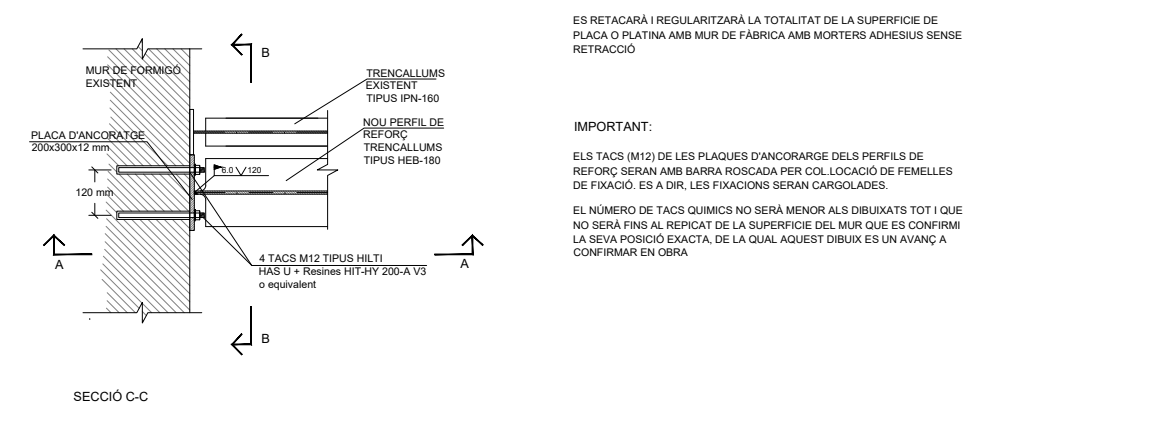 B
MUR DE FORMIGÓ
EXISTENT
TRENCALLUMS
EXISTENT
TIPUS IPN-160
NOU PERFIL DE
REFORÇ
TRENCALLUMS
TIPUS HEB-180
PLACA D'ANCORATGE
200x300x12 mm
6.0 120
120 mm
A
A
4 TACS M12 TIPUS HILTI
HAS U + Resines HIT-HY 200-A V3
o equivalent
B
SECCIÓ C-C
ES RETACARÀ I REGULARITZARÀ LA TOTALITAT DE LA SUPERFICIE DE
PLACA O PLATINA AMB MUR DE FÀBRICA AMB MORTERS ADHESIUS SENSE
RETRACCIÓ
IMPORTANT:
ELS TACS (M12) DE LES PLAQUES D'ANCORARGE DELS PERFILS DE
REFORÇ SERAN AMB BARRA ROSCADA PER COL.LOCACIÓ DE FEMELLES
DE FIXACIÓ. ES A DIR, LES FIXACIONS SERAN CARGOLADES.
EL NÚMERO DE TACS QUIMICS NO SERÀ MENOR ALS DIBUIXATS TOT I QUE
NO SERÀ FINS AL REPICAT DE LA SUPERFICIE DEL MUR QUE ES CONFIRMI
LA SEVA POSICIÓ EXACTA, DE LA QUAL AQUEST DIBUIX ES UN AVANÇ A
CONFIRMAR EN OBRA